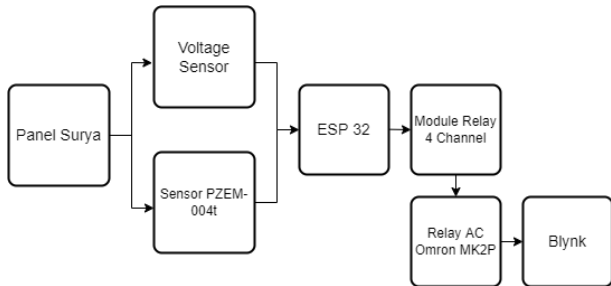 Panel Surya
Voltage
Sensor
Sensor PZEM-
004t
ESP 32
Module Relay
4 Channel
Relay AC
Omron MK2P
Blynk